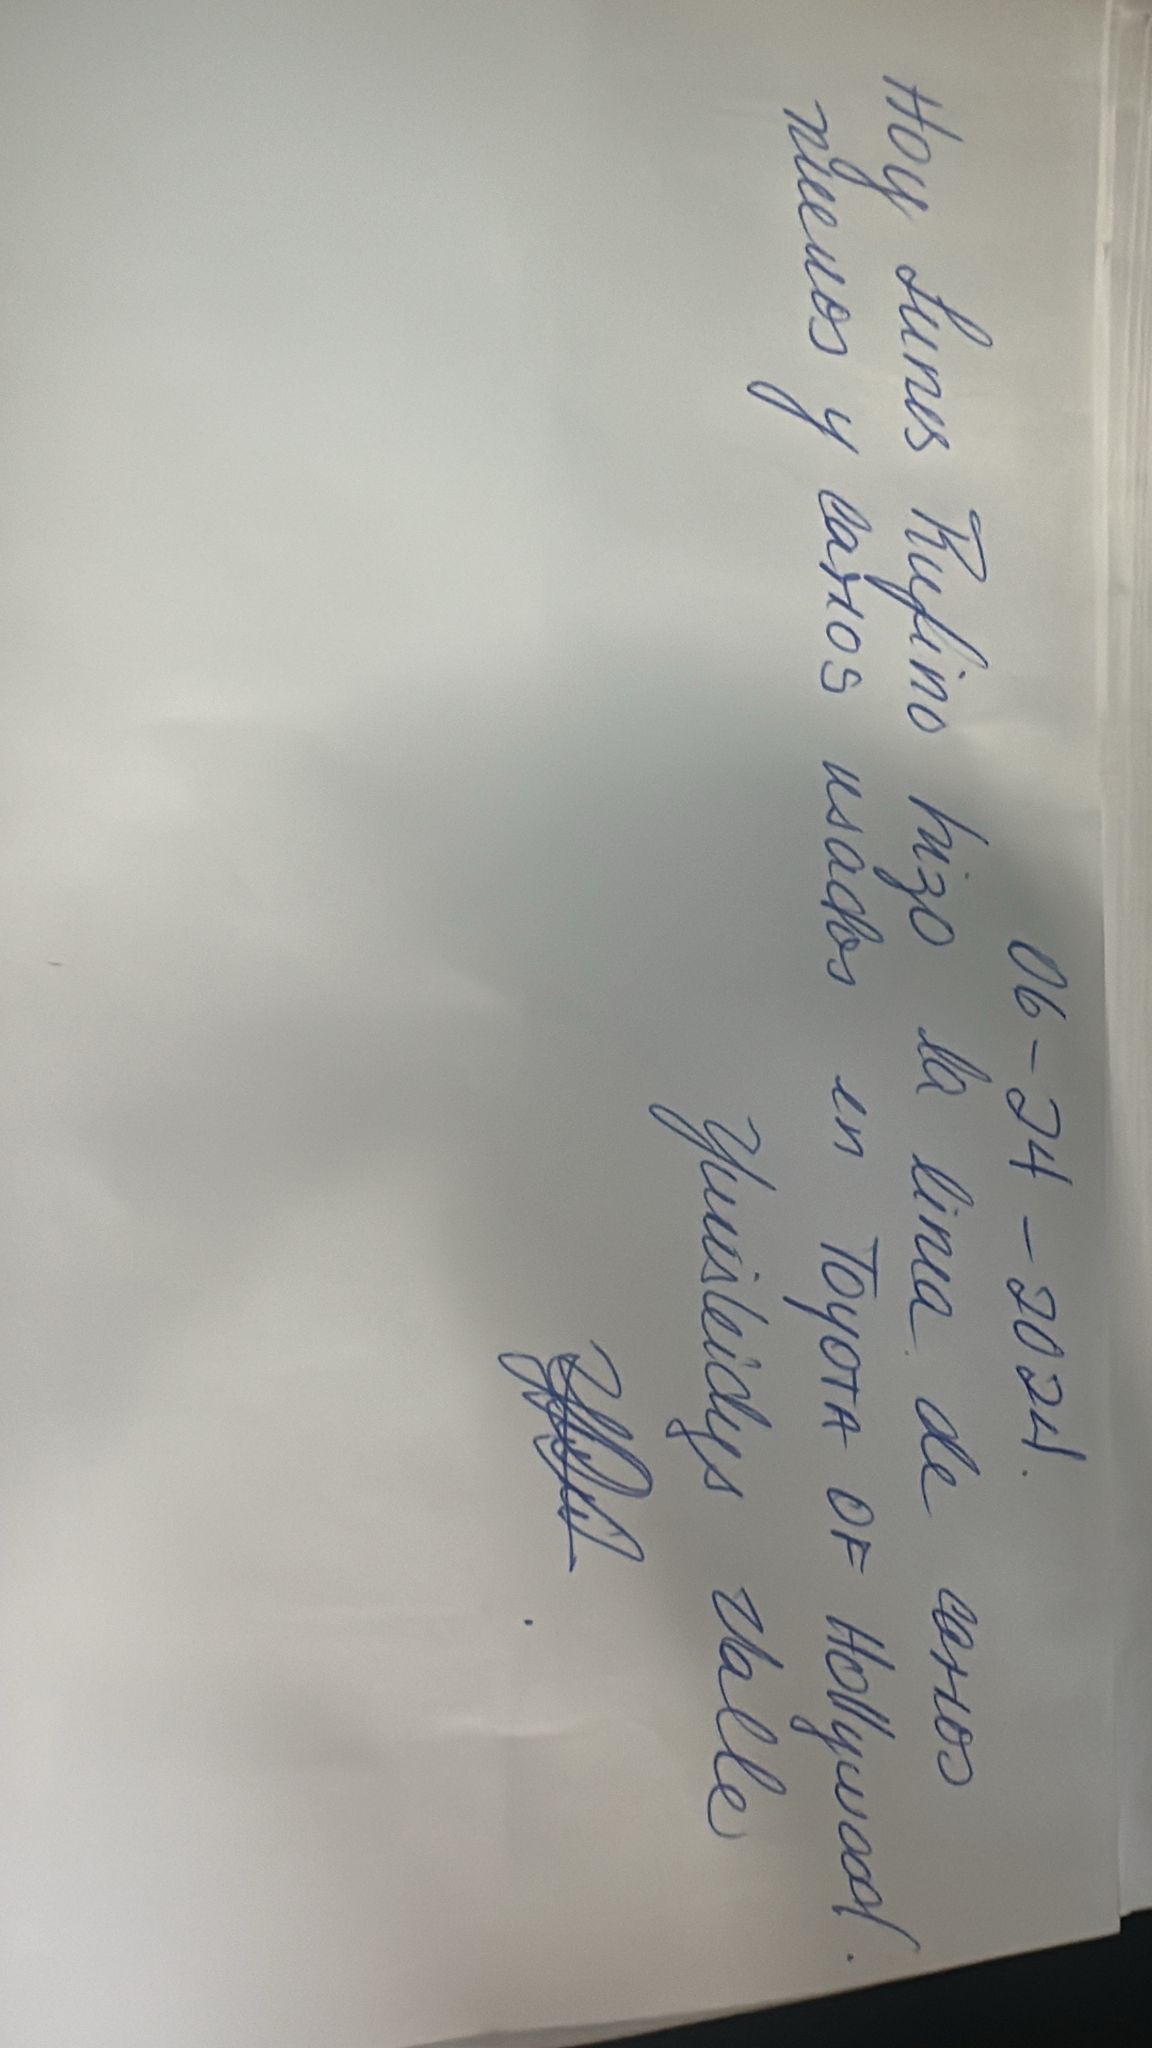 06-24-2024.
Hoy Lunes Rufino hizo la linea de carros
nuevos y carros usados en Toyota OF Hollywood.
Yunisleidys Valle